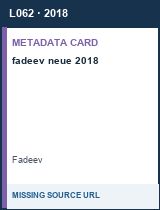 L062 · 2018
METADATA CARD
fadeev neue 2018
Fadeev
MISSING SOURCE URL